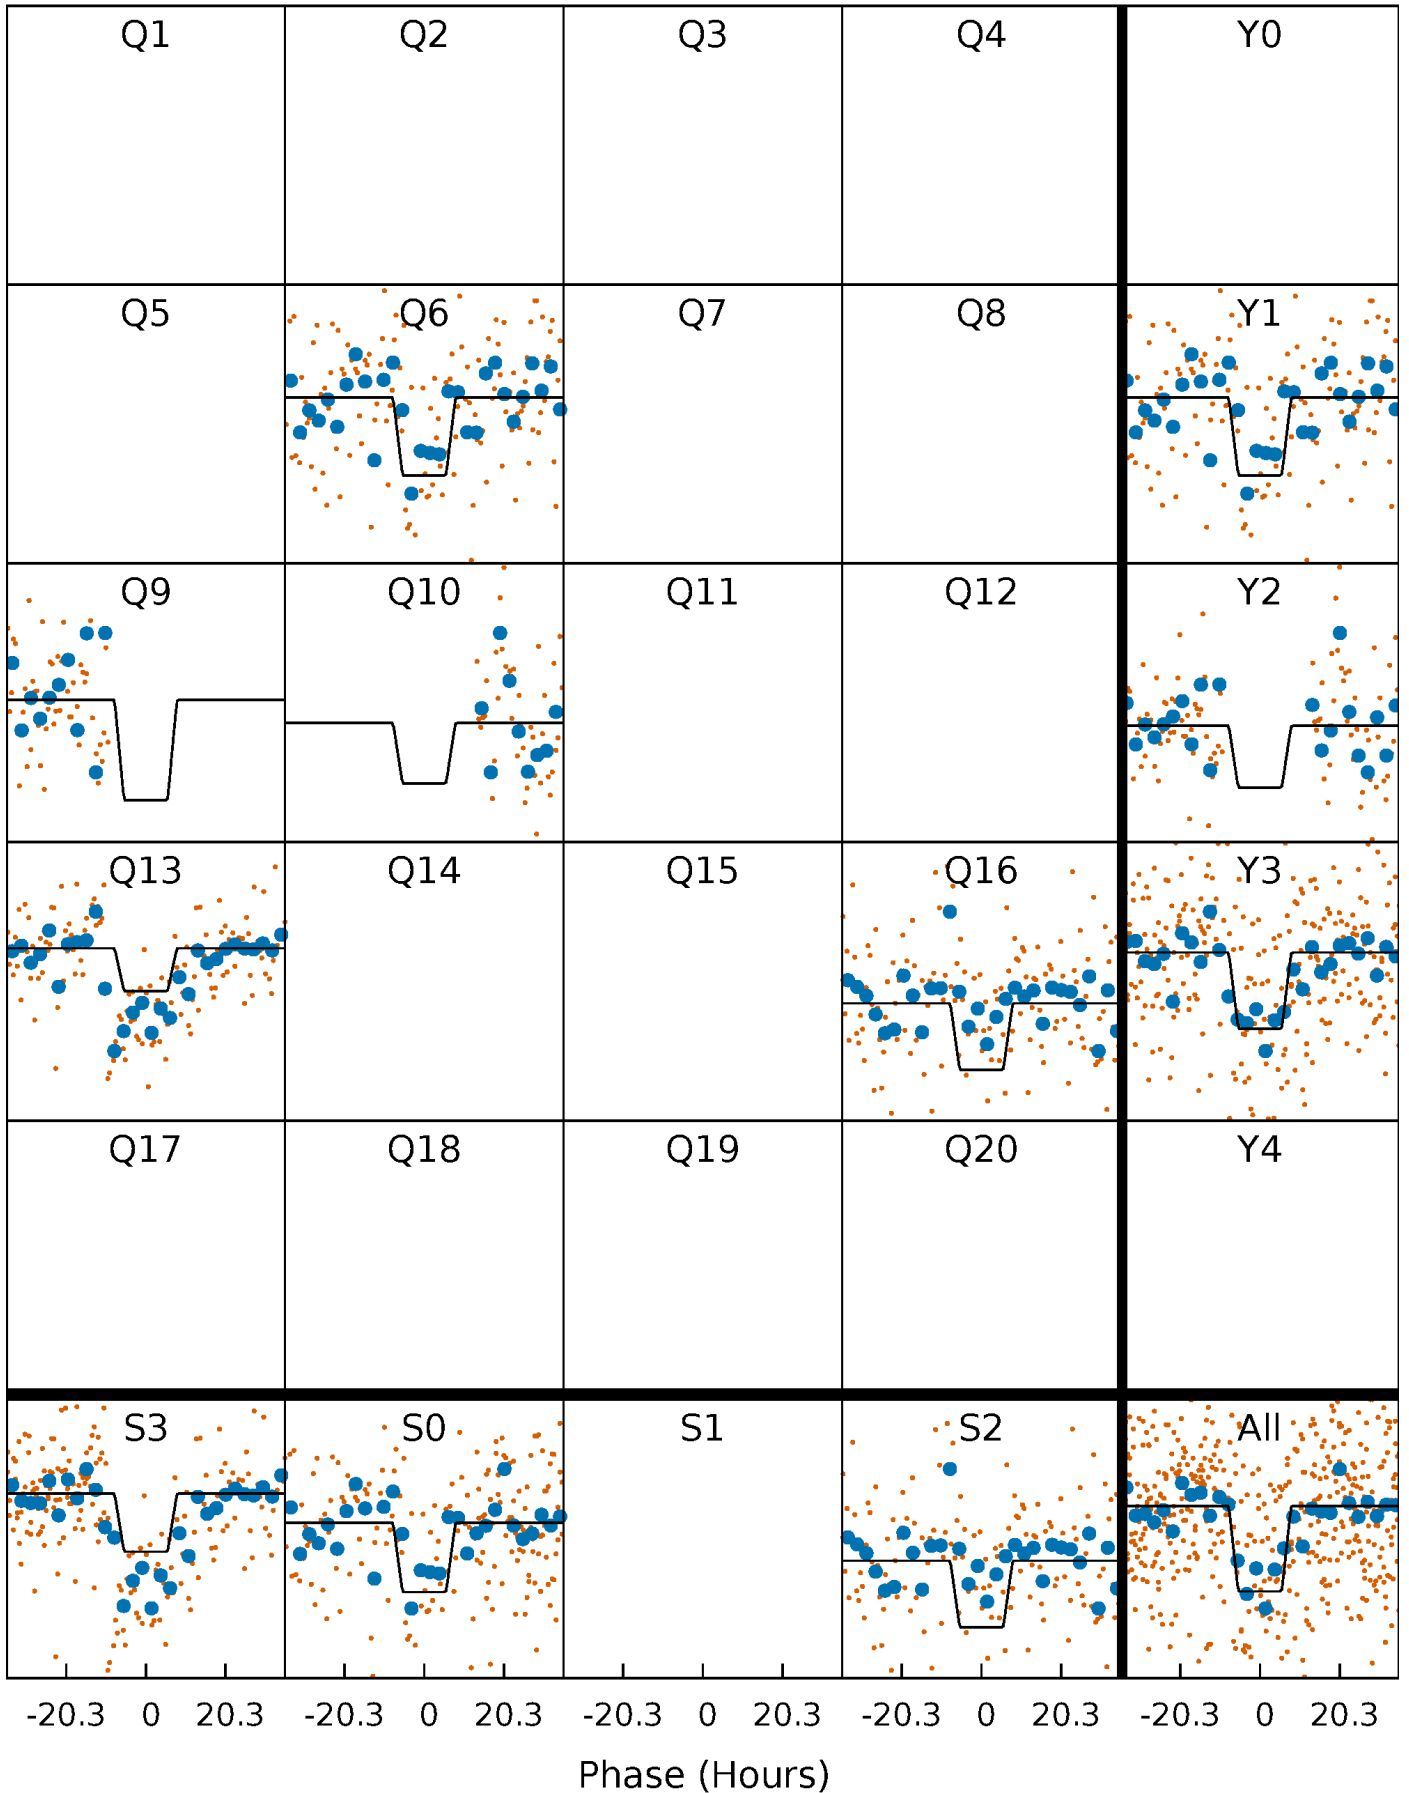 Q1 Q2 Q3 Q4 Y0
Q5 Q6 Q7 Q8 Y1
Q9 Q10 Q11 Q12 Y2
Q13 Q14 Q15 Q16 Y3
Q17 Q18 Q19 Q20 Y4
S3 S0 S1 S2 All
-20.3 0 20.3 -20.3 0 20.3 -20.3 0 20.3 -20.3 0 20.3 -20.3 0 20.3
Phase (Hours)